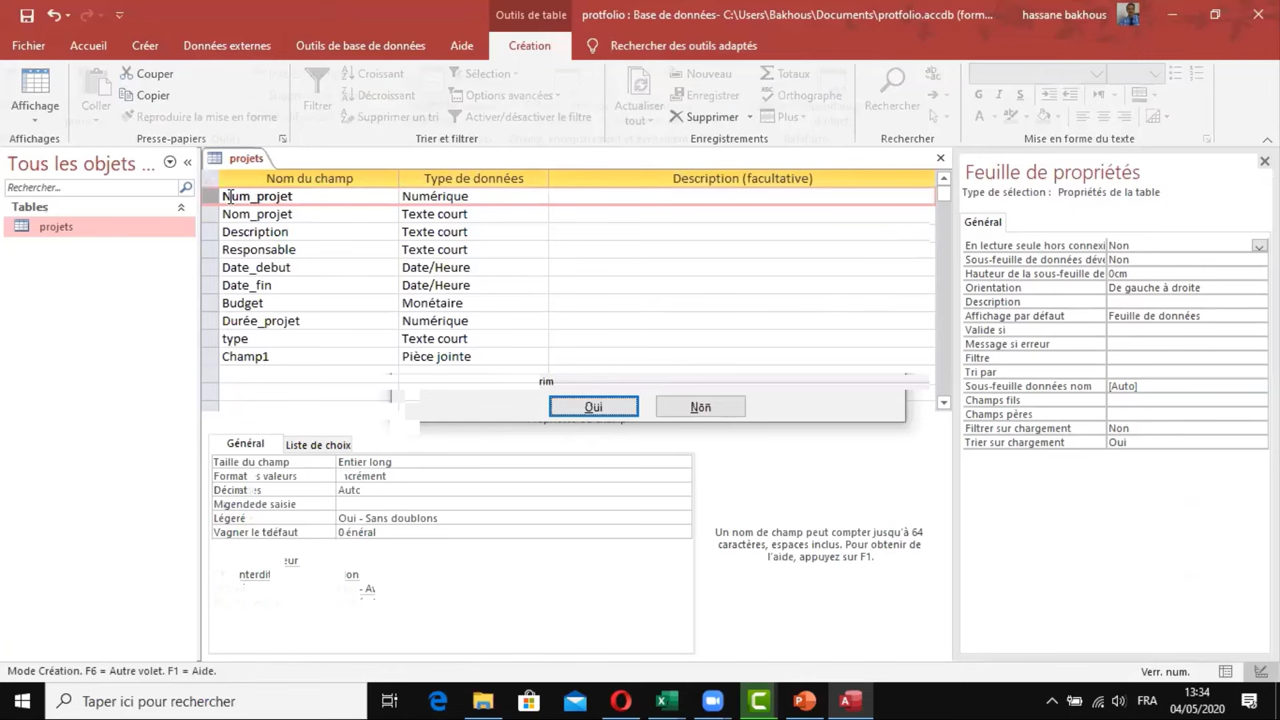 Outils de table
protfolio : Base de données- C:\Users\Bakhous\Documents\protfolio.accdb (form...
hassane bakhous
Fichier
Accueil
Créer
Données externes
Outils de base de données
Aide
Création
Rechercher des outils adaptés
Affichage
Affichages
Coller
Couper
Copier
Reproduire la mise en forme
Presse-papiers
Filtrer
Croissant
Décroissant
Supprimer un tri
Sélection
Options avancées
Activer/désactiver le filtre
Trier et filtrer
Actualiser
tout
Nouveau
Enregistrer
Supprimer
Totaux
Orthographe
Plus
Enregistrements
Rechercher
Rechercher
G I S
A
Mise en forme du texte
Tous les objets ...
Rechercher...
Tables
projets
projets
Nom du champ Type de données Description (facultative)
Num_projet Numérique
Nom_projet Texte court
Description Texte court
Responsable Texte court
Date_debut Date/Heure
Date_fin Date/Heure
Budget Monétaire
Durée_projet Numérique
type Texte court
Champ1 Pièce jointe
rim
Oui Non
Général Liste de choix
Taille du champ Entier long
Format s valeurs ıncrément
Oui - Sans doublons
Un nom de champ peut compter jusqu'à 64
caractères, espaces inclus. Pour obtenir de
l'aide, appuyez sur F1.
Feuille de propriétés
Type de sélection : Propriétés de la table
Général
En lecture seule hors connexi Non
Sous-feuille de données déve Non
Hauteur de la sous-feuille de 0cm
Orientation De gauche à droite
Description
Affichage par défaut Feuille de données
Valide si
Message si erreur
Filtre
Tri par
Sous-feuille données nom [Auto]
Champs fils
Champs pères
Filtrer sur chargement Non
Trier sur chargement Oui
Mode Création. F6 = Autre volet. F1 = Aide.
Verr. num.
Taper ici pour rechercher
FRA
13:34
04/05/2020